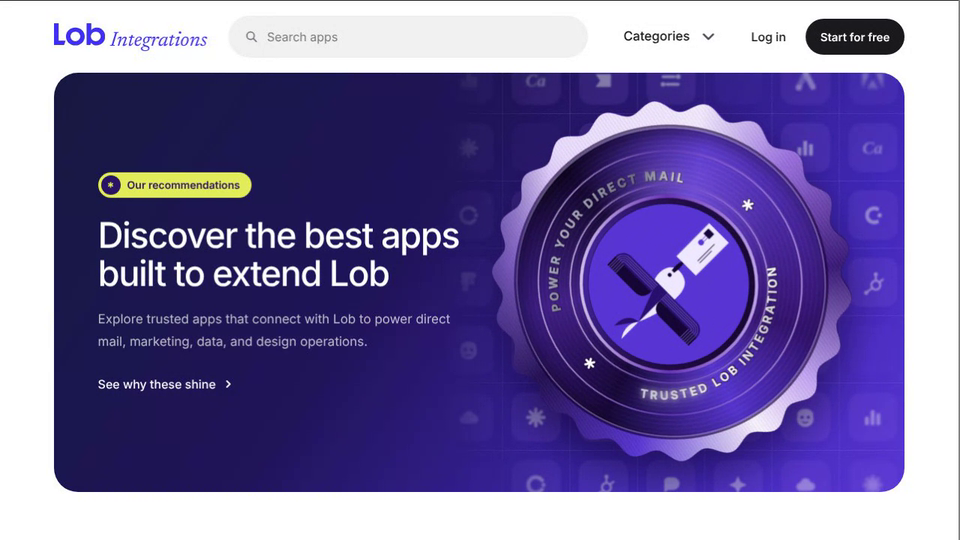 Lob Integrations
Search apps
Categories
Log in
Start for free
Our recommendations
Discover the best apps
built to extend Lob
Explore trusted apps that connect with Lob to power direct
mail, marketing, data, and design operations.
See why these shine
POWER YOUR DIRECT MAIL
TRUSTED LOB INTEGRATION
Ca
Ca